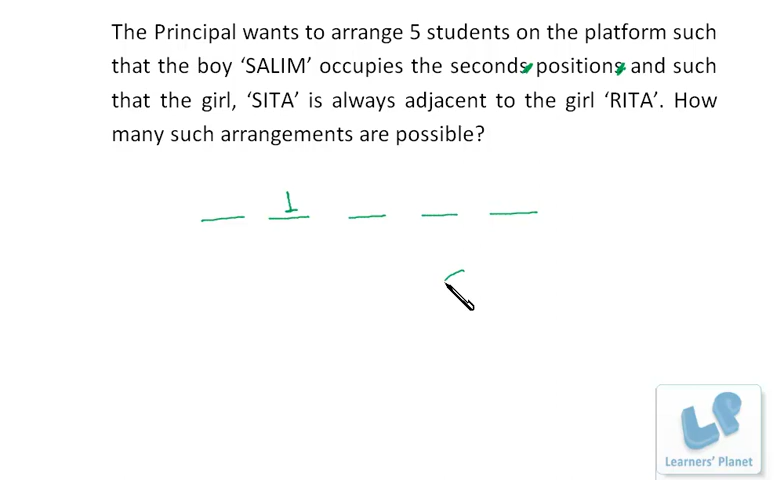 The Principal wants to arrange 5 students on the platform such
that the boy ‘SALIM’ occupies the seconds positions and such
that the girl, ‘SITA’ is always adjacent to the girl ‘RITA’. How
many such arrangements are possible?
1
LP
Learners' Planet